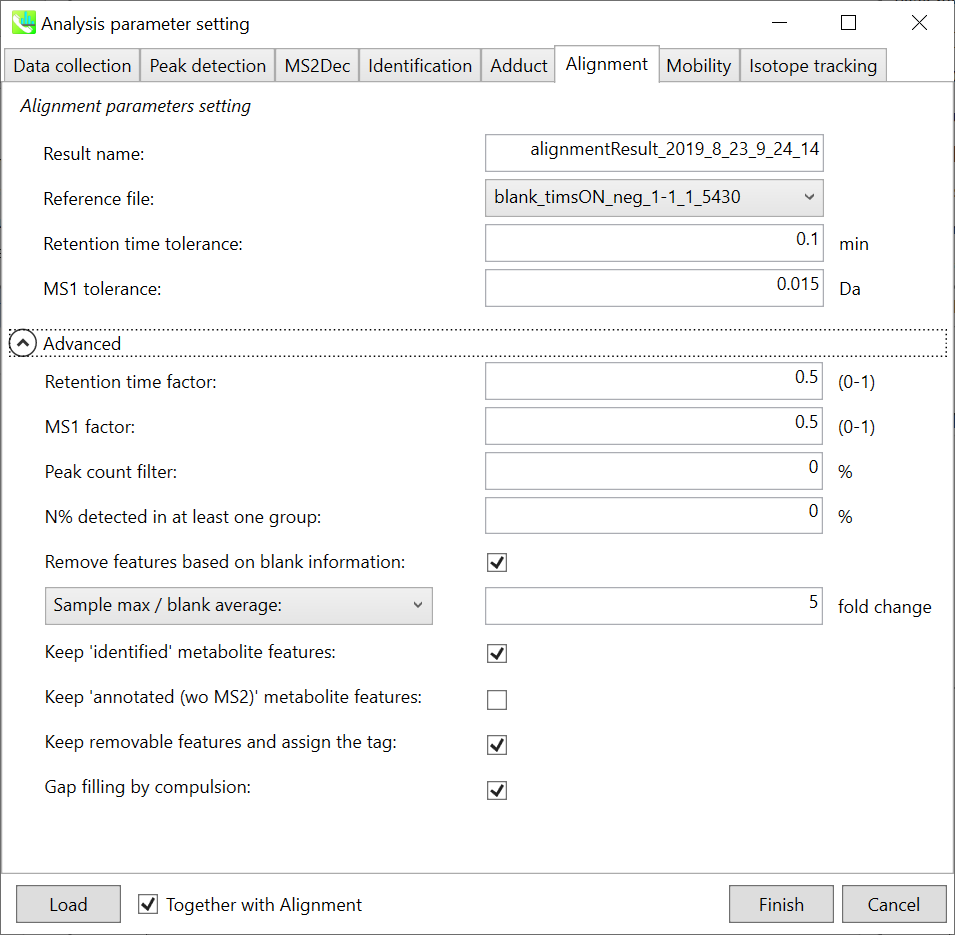 Analysis parameter setting
Data collection Peak detection MS2Dec Identification Adduct Alignment Mobility Isotope tracking
Alignment parameters setting
Result name: alignmentResult_2019_8_23_9_24_14
Reference file: blank_timsON_neg_1-1_1_5430
Retention time tolerance: 0.1 min
MS1 tolerance: 0.015 Da
Advanced
Retention time factor: 0.5 (0-1)
MS1 factor: 0.5 (0-1)
Peak count filter: 0 %
N% detected in at least one group: 0 %
Remove features based on blank information:
Sample max / blank average: 5 fold change
Keep 'identified' metabolite features:
Keep 'annotated (wo MS2)' metabolite features:
Keep removable features and assign the tag:
Gap filling by compulsion:
Load Together with Alignment Finish Cancel